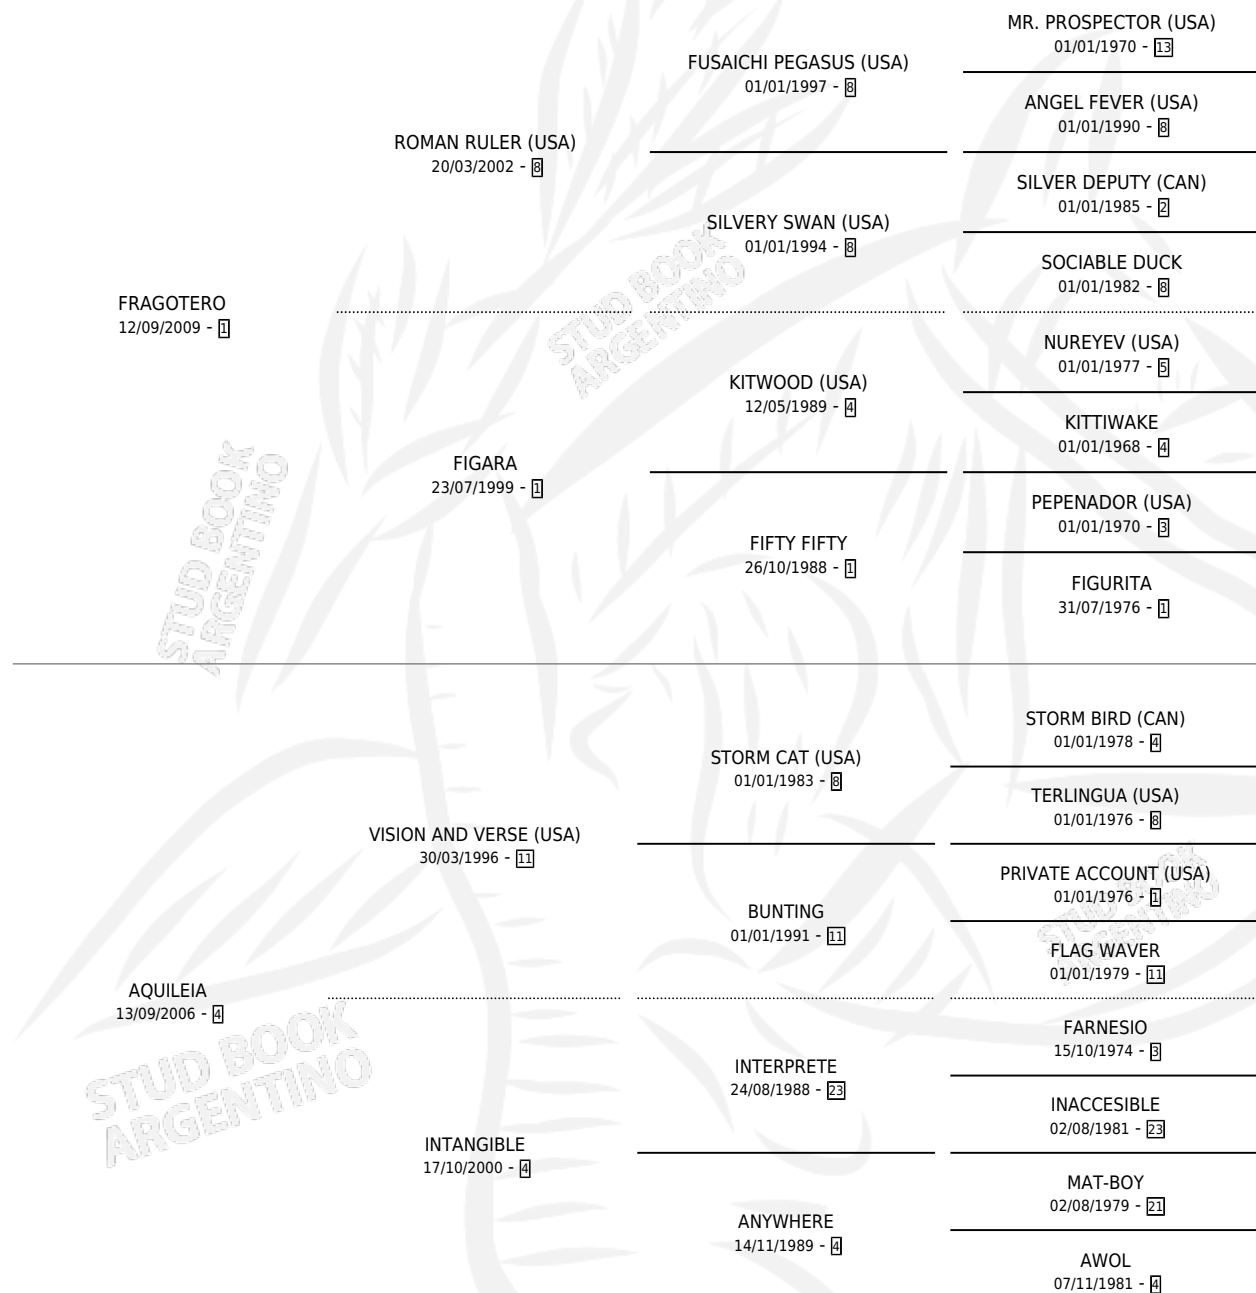 MR. PROSPECTOR (USA)
01/01/1970 - 13
FUSAICHI PEGASUS (USA)
01/01/1997 - 8
ANGEL FEVER (USA)
01/01/1990 - 8
ROMAN RULER (USA)
20/03/2002 - 8
SILVER DEPUTY (CAN)
01/01/1985 - 2
SILVERY SWAN (USA)
01/01/1994 - 8
SOCIABLE DUCK
01/01/1982 - 8
STUD BOOK
ARGENTINO
FRAGOTERO
12/09/2009 - 1
NUREYEV (USA)
01/01/1977 - 5
KITWOOD (USA)
12/05/1989 - 4
KITTIWAKE
01/01/1968 - 4
FIGARA
23/07/1999 - 1
PEPENADOR (USA)
01/01/1970 - 3
FIFTY FIFTY
26/10/1988 - 1
FIGURITA
31/07/1976 - 1
STUD BOOK
ARGENTINO
STORM BIRD (CAN)
01/01/1978 - 4
STORM CAT (USA)
01/01/1983 - 8
TERLINGUA (USA)
01/01/1976 - 8
VISION AND VERSE (USA)
30/03/1996 - 11
PRIVATE ACCOUNT (USA)
01/01/1976 - 1
BUNTING
01/01/1991 - 11
STUD BOOK
ARGENTINO
FLAG WAVER
01/01/1979 - 11
AQUILEIA
13/09/2006 - 4
STUD BOOK
ARGENTINO
FARNESIO
15/10/1974 - 3
INTERPRETE
24/08/1988 - 23
INACCESIBLE
02/08/1981 - 23
INTANGIBLE
17/10/2000 - 4
MAT-BOY
02/08/1979 - 21
ANYWHERE
14/11/1989 - 4
AWOL
07/11/1981 - 4